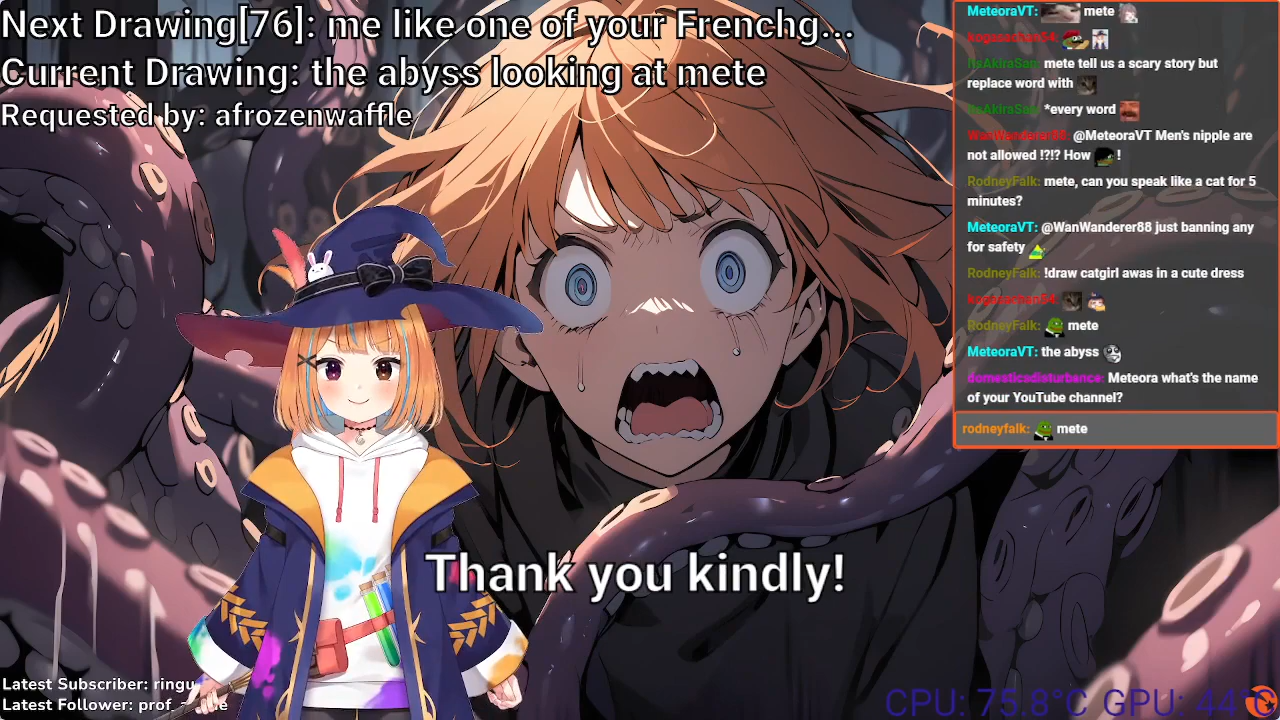 Next Drawing[76]: me like one of your Frenchg...
Current Drawing: the abyss looking at mete
Requested by: afrozenwaffle
MeteoraVT: mete
kogasashan54:
mete tell us a scary story but
replace word with
*every word
WanWanderer88: @MeteoraVT Men's nipple are
not allowed !?!? How !
RodneyFalk: mete, can you speak like a cat for 5
minutes?
MeteoraVT: @WanWanderer88 just banning any
for safety
RodneyFalk: !draw catgirl awas in a cute dress
kogasashan54:
RodneyFalk: mete
MeteoraVT: the abyss
domesticsdisturbance: Meteora what's the name
of your YouTube channel?
rodneyfalk: mete
Thank you kindly!
Latest Subscriber: ringu
Latest Follower: prof
CPU: 75.8°C GPU: 44°C